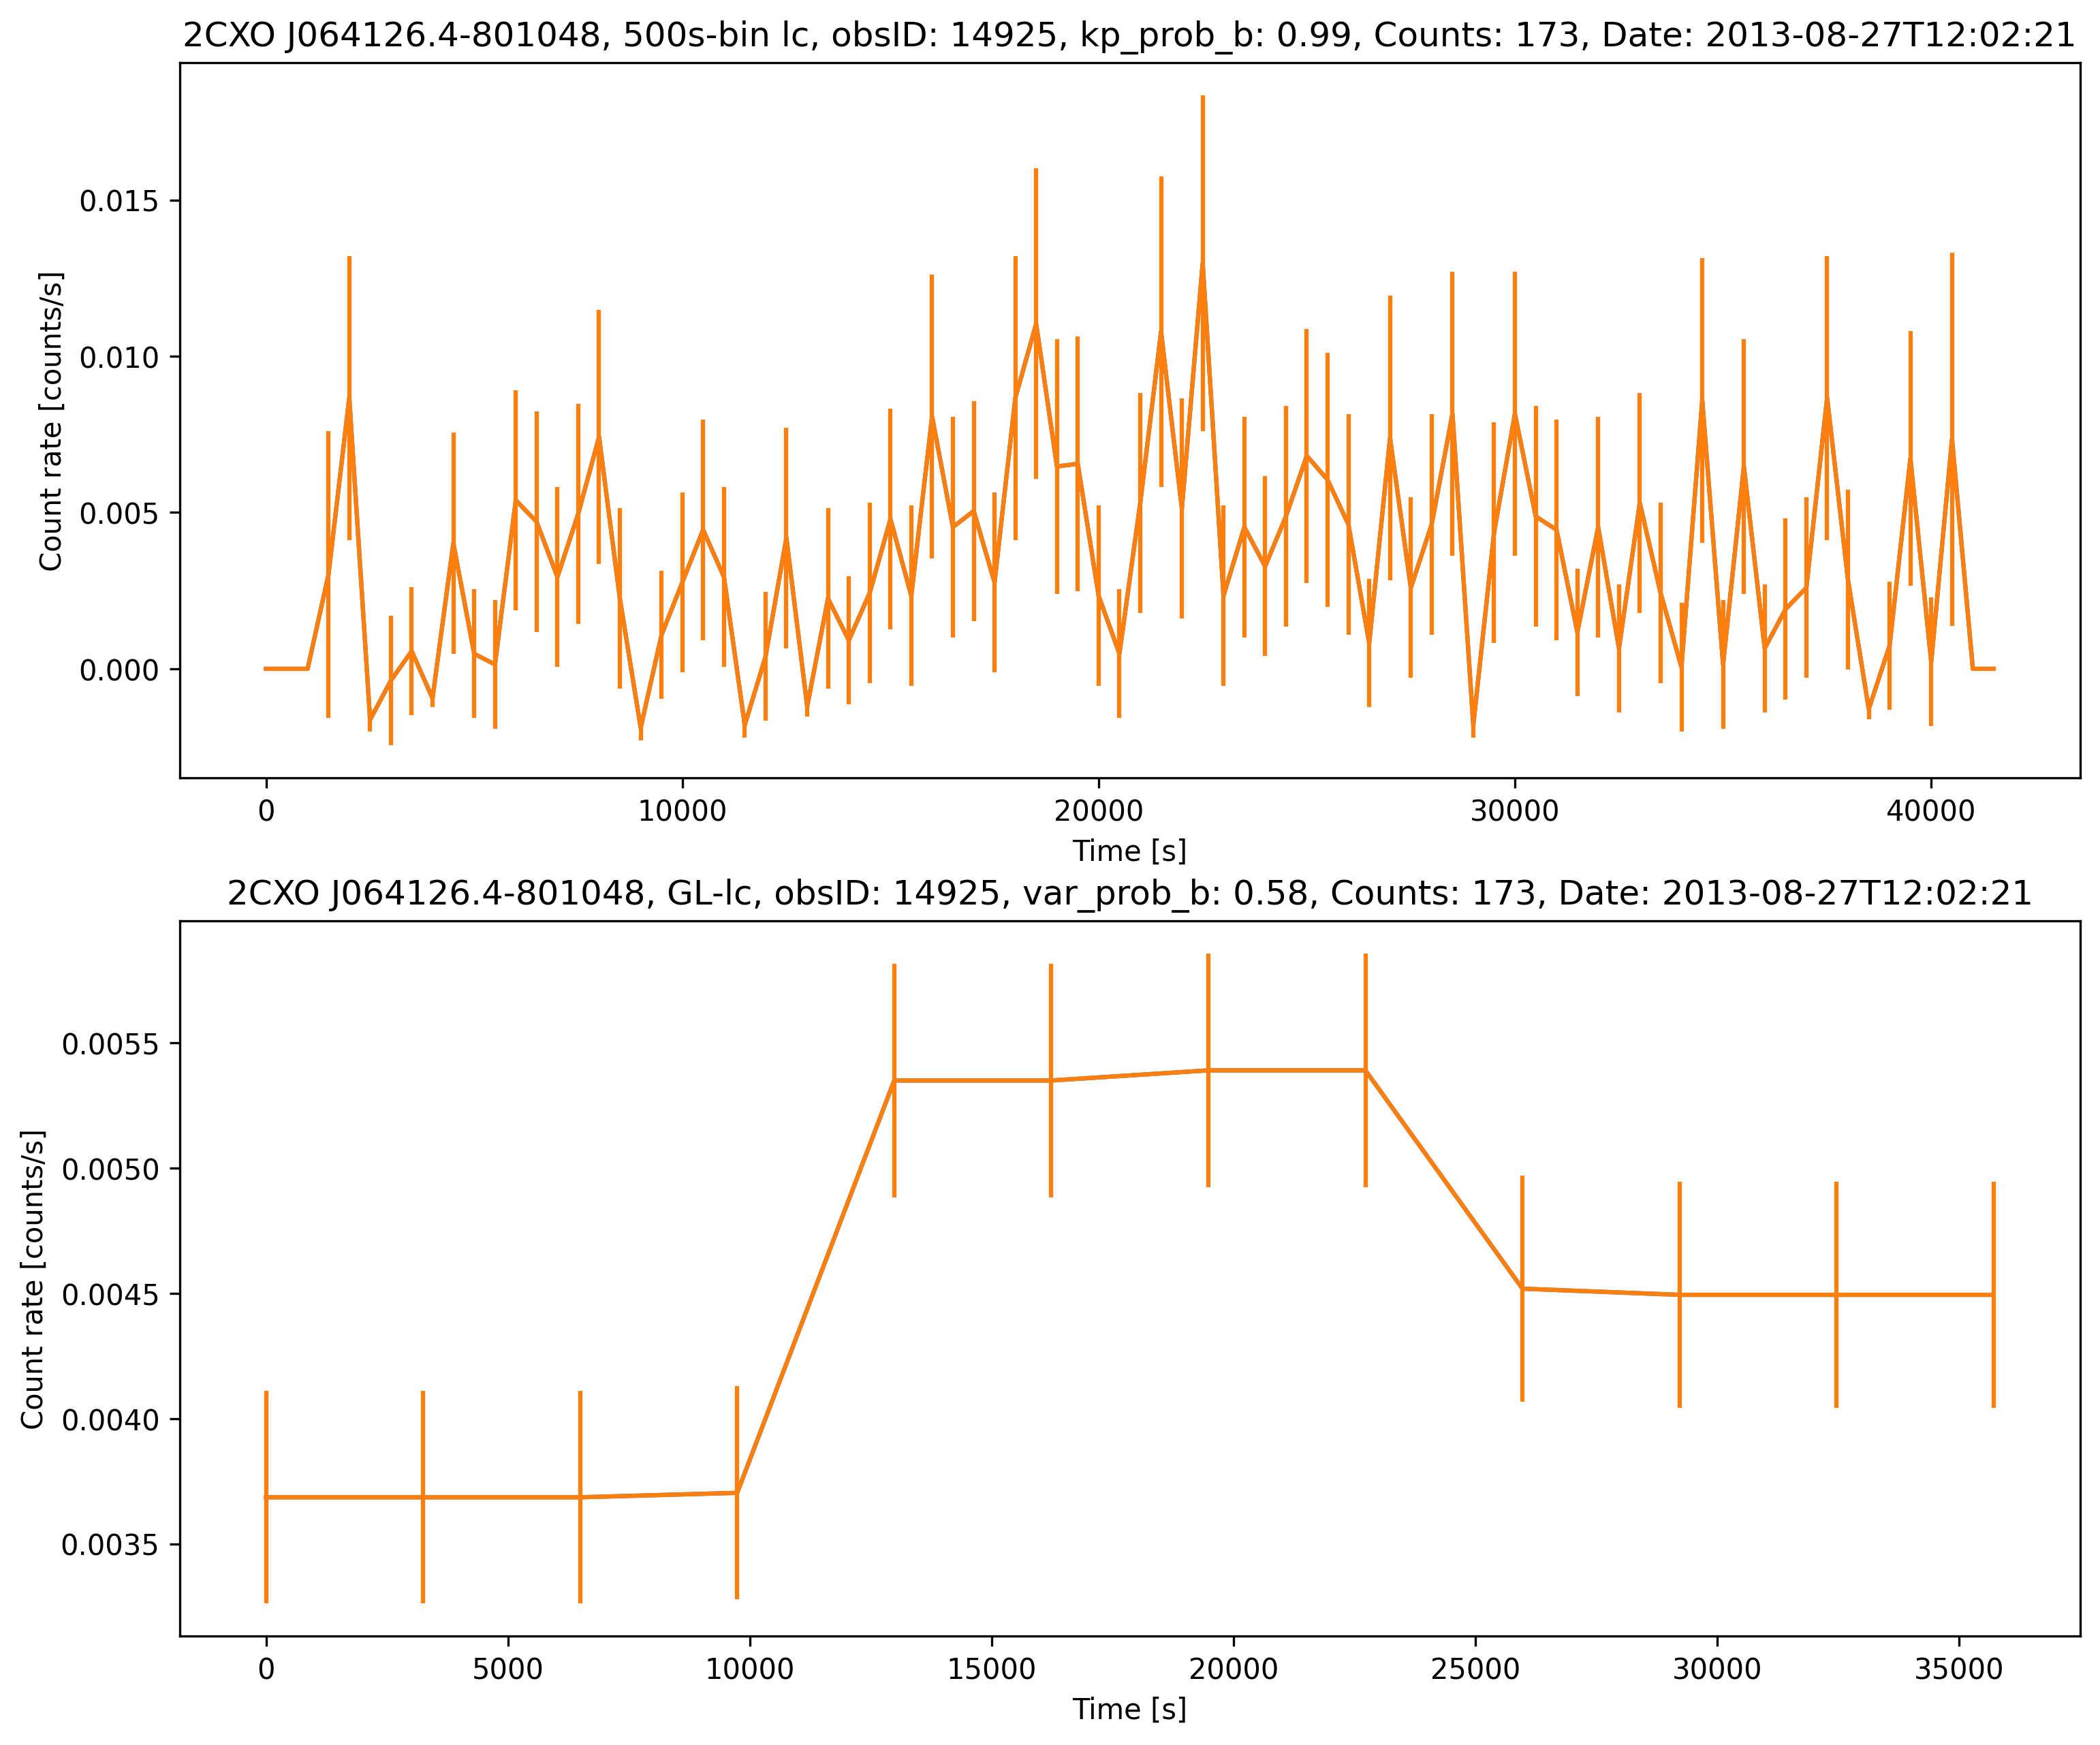 2CXO J064126.4-801048, 500s-bin lc, obsID: 14925, kp_prob_b: 0.99, Counts: 173, Date: 2013-08-27T12:02:21
Count rate [counts/s]
0.015
0.010
0.005
0.000
0 10000 20000 30000 40000
Time [s]
2CXO J064126.4-801048, GL-lc, obsID: 14925, var_prob_b: 0.58, Counts: 173, Date: 2013-08-27T12:02:21
Count rate [counts/s]
0.0055
0.0050
0.0045
0.0040
0.0035
0 5000 10000 15000 20000 25000 30000 35000
Time [s]